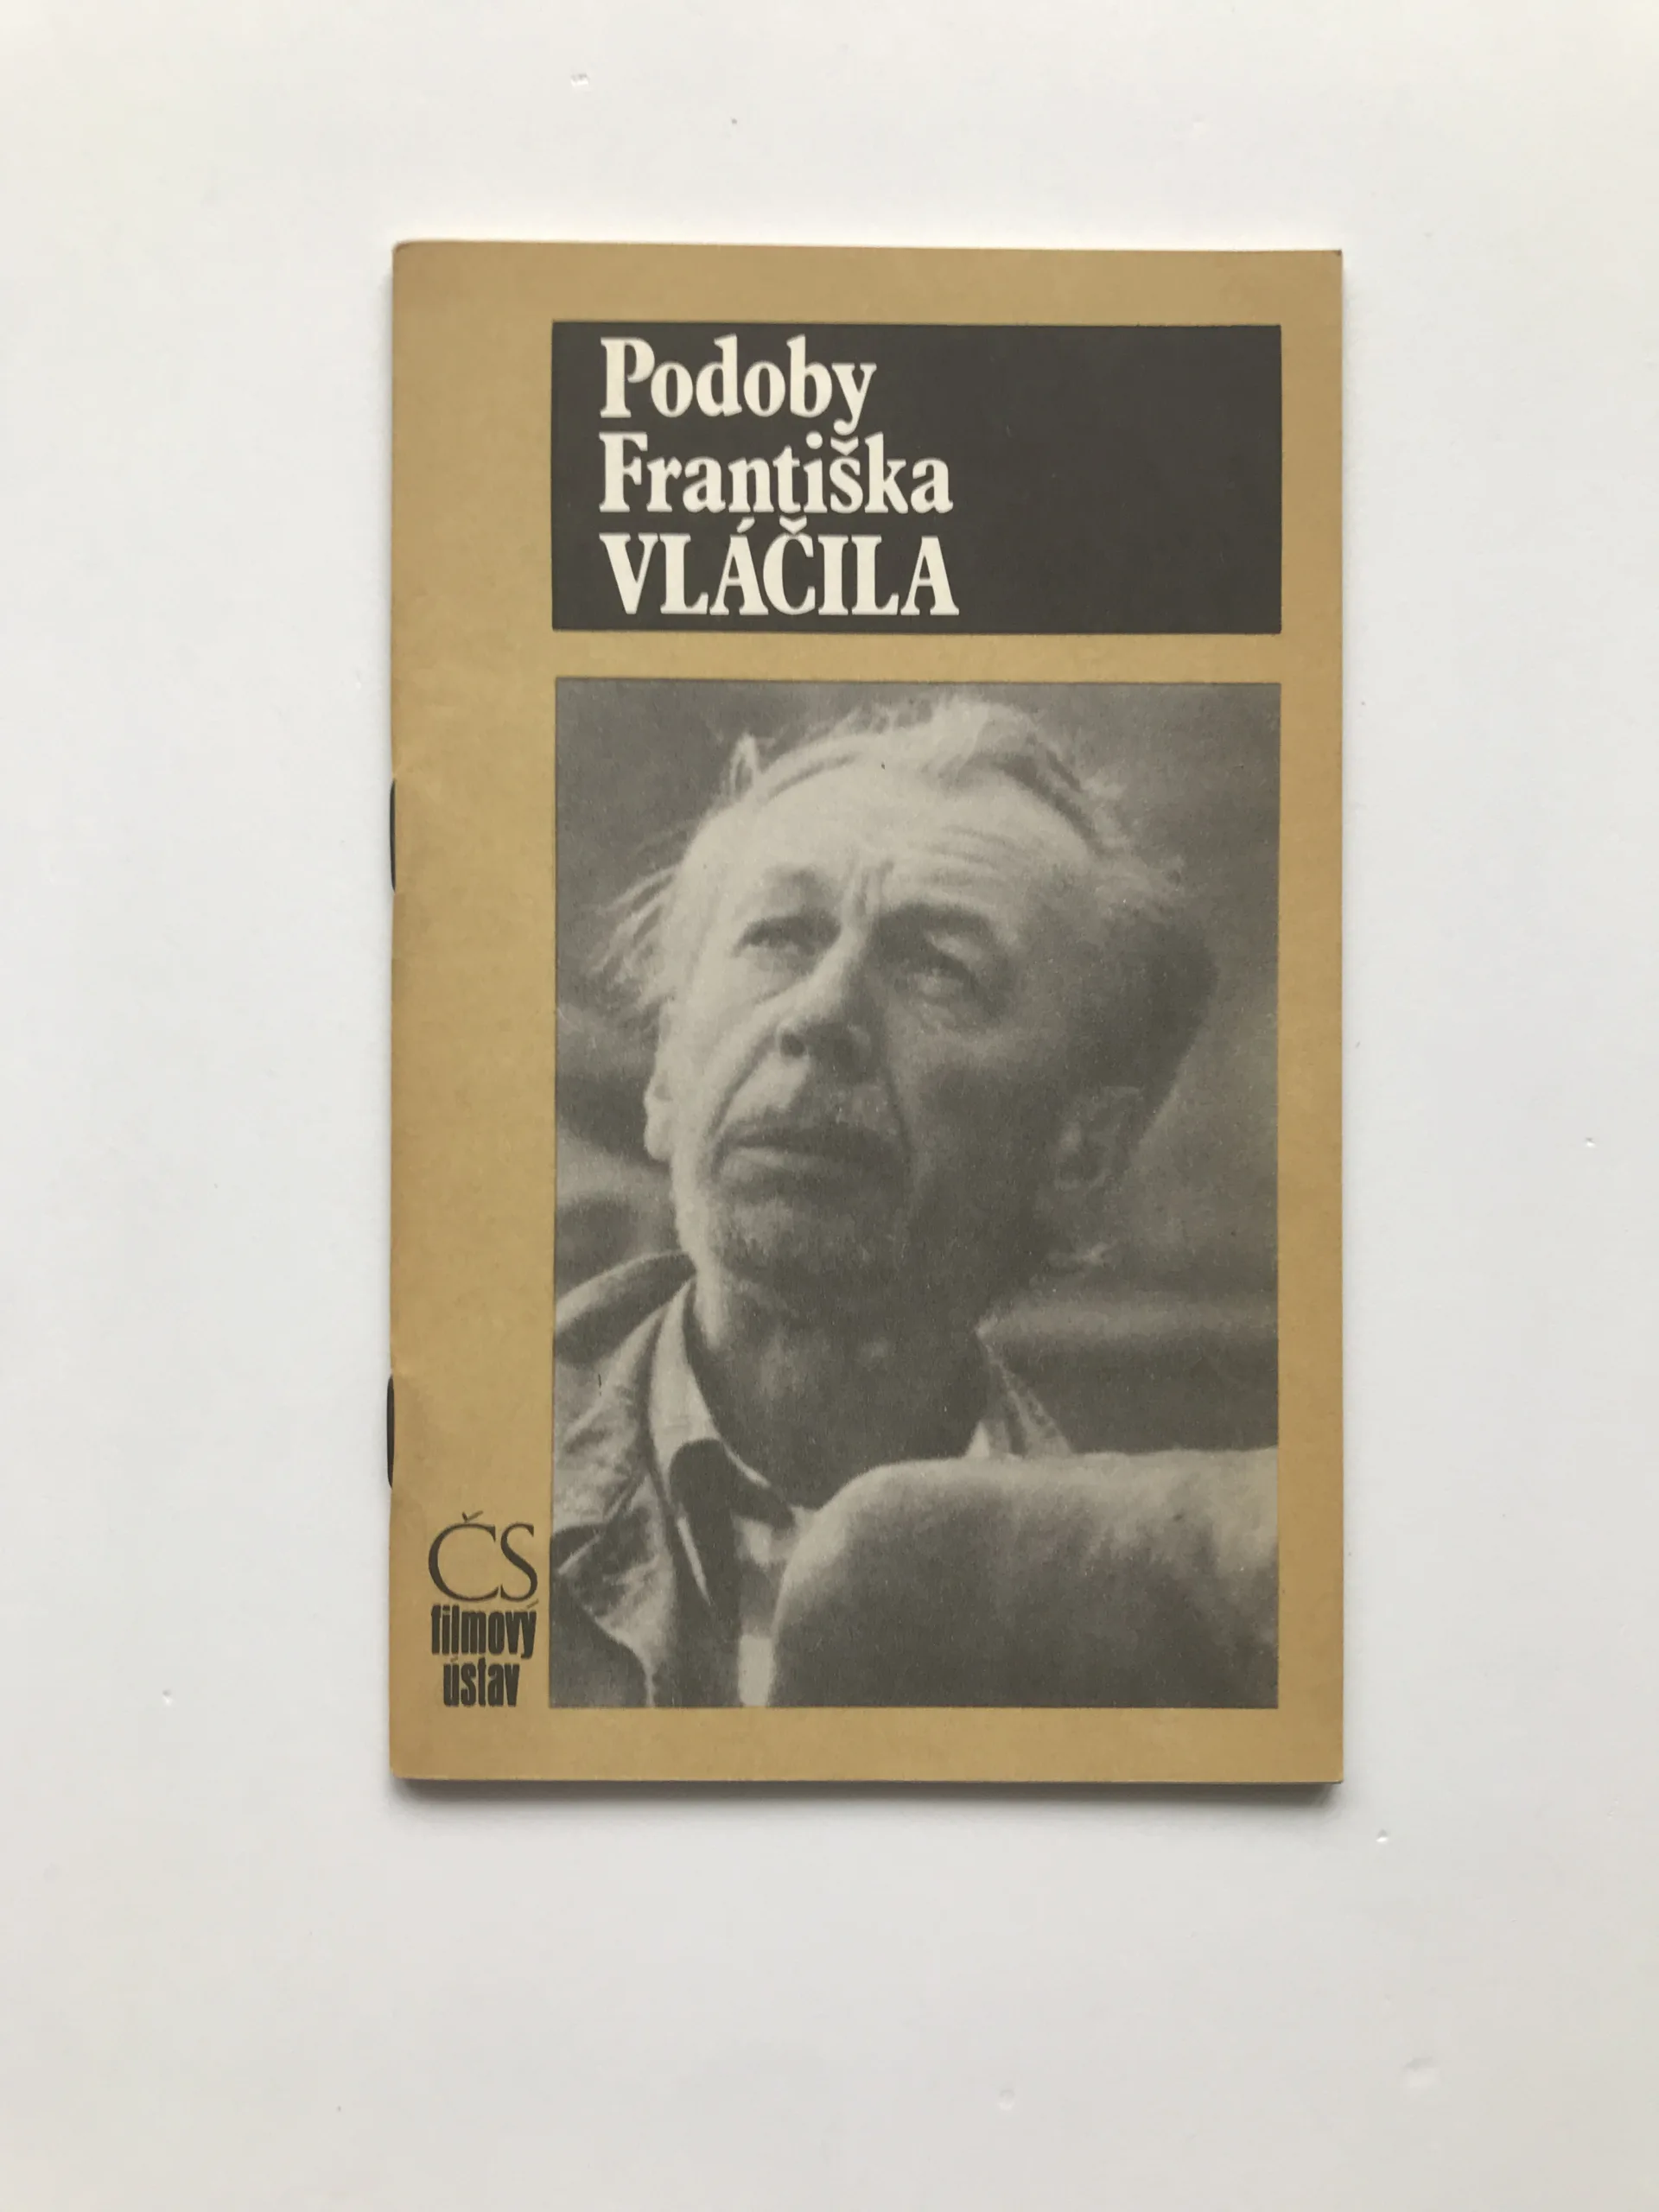 Podoby
Františka
VLÁČILA
ČS
filmový
ústav